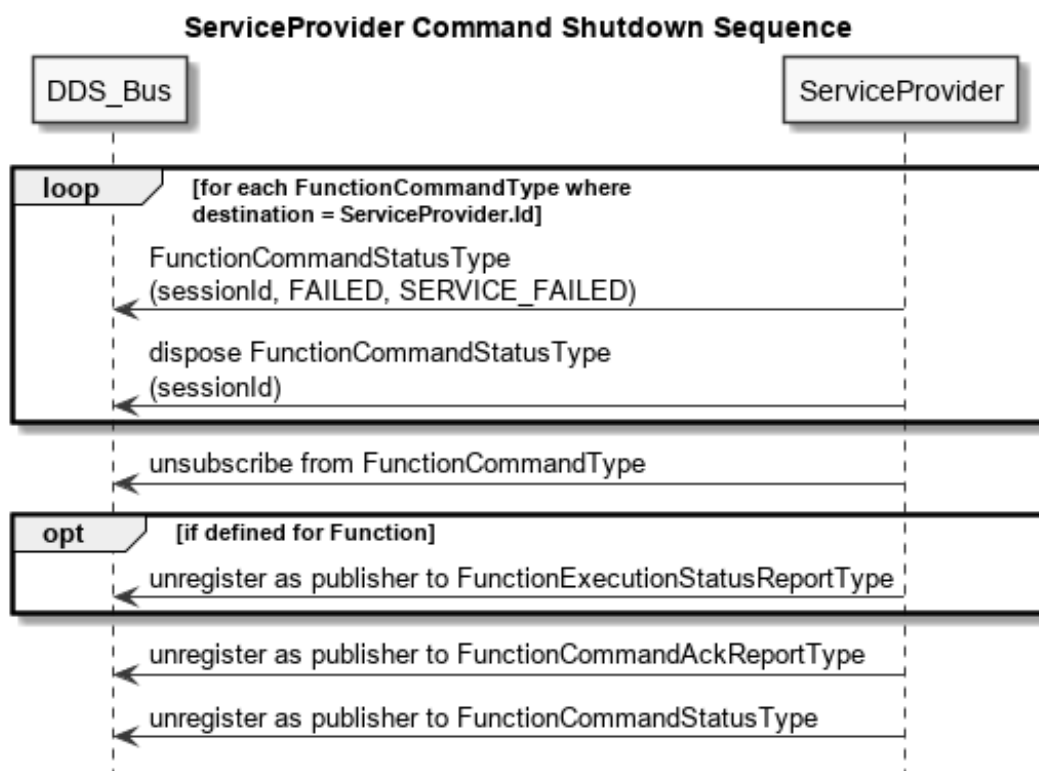 ServiceProvider Command Shutdown Sequence
DDS_Bus
ServiceProvider
loop
[for each FunctionCommandType where
destination = ServiceProvider.Id]
FunctionCommandStatusType
(sessionId, FAILED, SERVICE_FAILED)
dispose FunctionCommandStatusType
(sessionId)
unsubscribe from FunctionCommandType
opt
[if defined for Function]
unregister as publisher to FunctionExecutionStatusReportType
unregister as publisher to FunctionCommandAckReportType
unregister as publisher to FunctionCommandStatusType